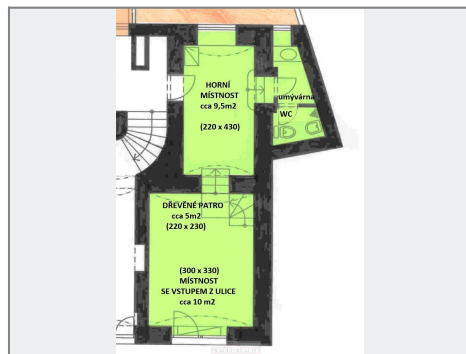 HORNÍ
MÍSTNOST
cca 9,5m2
(220 x 430)
umývárna
WC
DŘEVĚNÉ PATRO
cca 5m2
(220 x 230)
(300 x 330)
MÍSTNOST
SE VSTUPEM Z ULICE
cca 10 m2